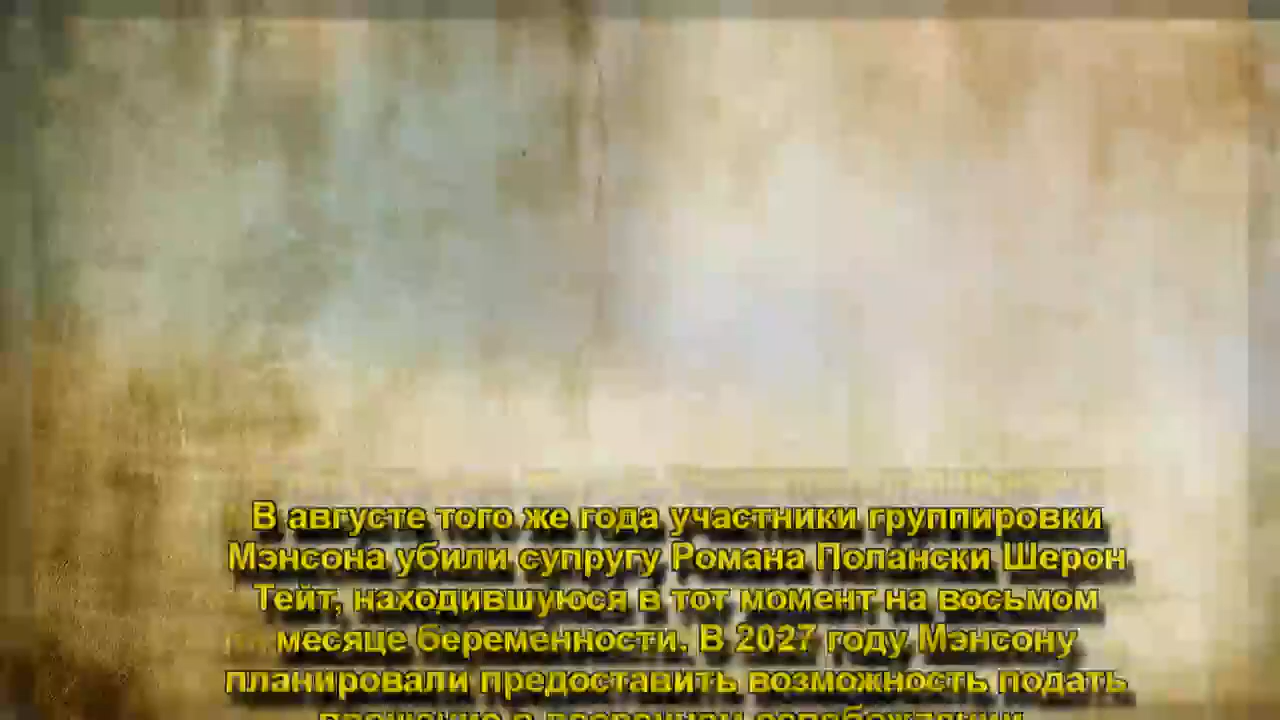 В августе того же года участники группировки
Мэнсона убили супругу Романа Полански Шерон
Тейт, находившуюся в тот момент на восьмом
месяце беременности. В 2027 году Мэнсону
планировали предоставить возможность подать